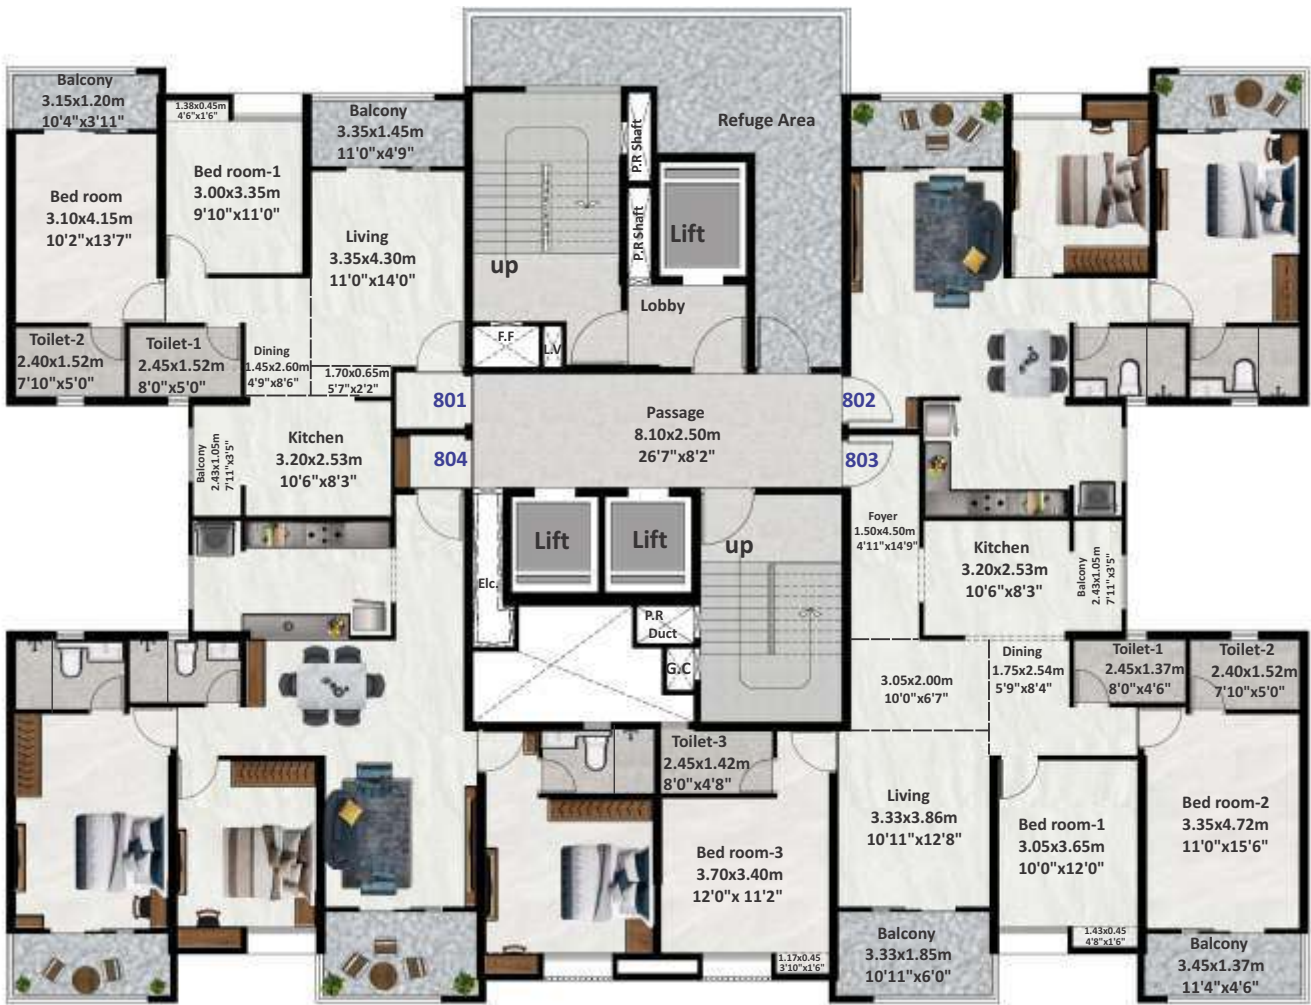 Balcony
3.15x1.20m
10'4"x3'11"
1.38x0.45m
4'6"x1'6"
Balcony
3.35x1.45m
11'0"x4'9"
Bed room
3.10x4.15m
10'2"x13'7"
Bed room-1
3.00x3.35m
9'10"x11'0"
Living
3.35x4.30m
11'0"x14'0"
Toilet-2
2.40x1.52m
7'10"x5'0"
Toilet-1
2.45x1.52m
8'0"x5'0"
Dining
1.45x2.60m
4'9"x8'6"
1.70x0.65m
5'7"x2'2"
Balcony
2.43x1.05m
7'11"x3'5"
Kitchen
3.20x2.53m
10'6"x8'3"
801
804
up
P.R Shaft
P.R Shaft
Lift
Lobby
F.F
L.V
Refuge Area
Passage
8.10x2.50m
26'7"x8'2"
802
803
Lift
Lift
up
Elc.
P.R
Duct
G.C
Foyer
1.50x4.50m
4'11"x14'9"
Kitchen
3.20x2.53m
10'6"x8'3"
Balcony
2.43x1.05m
7'11"x3'5"
3.05x2.00m
10'0"x6'7"
Dining
1.75x2.54m
5'9"x8'4"
Toilet-1
2.45x1.37m
8'0"x4'6"
Toilet-2
2.40x1.52m
7'10"x5'0"
Toilet-3
2.45x1.42m
8'0"x4'8"
Bed room-3
3.70x3.40m
12'0"x 11'2"
Living
3.33x3.86m
10'11"x12'8"
Bed room-1
3.05x3.65m
10'0"x12'0"
Bed room-2
3.35x4.72m
11'0"x15'6"
1.17x0.45
3'10"x1'6"
Balcony
3.33x1.85m
10'11"x6'0"
1.43x0.45
4'8"x1'6"
Balcony
3.45x1.37m
11'4"x4'6"